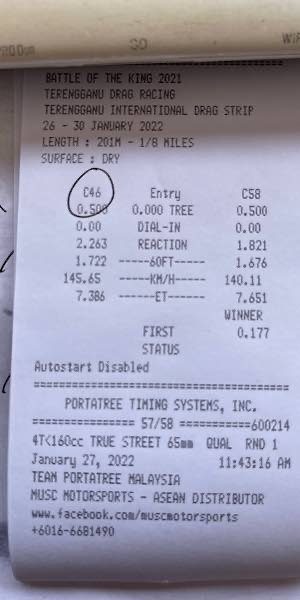 BATTLE OF THE KING 2021
TERENGGANU DRAG RACING
TERENGGANU INTERNATIONAL DRAG STRIP
26 - 30 JANUARY 2022
LENGTH : 201M - 1/8 MILES
SURFACE : DRY
C46 Entry C58
0.500 0.000 TREE 0.500
0.00 DIAL-IN 0.00
2.263 REACTION 1.821
1.722 -----60FT----- 1.676
145.65 -----KM/H----- 140.11
7.386 ------ET------ 7.651
WINNER
FIRST 0.177
STATUS
Autostart Disabled
========================================
PORTATREE TIMING SYSTEMS, INC.
=============== 57/58 ===========600214
4T<160cc TRUE STREET 65mm QUAL RND 1
January 27, 2022 11:43:16 AM
TEAM PORTATREE MALAYSIA
MUSC MOTORSPORTS - ASEAN DISTRIBUTOR
www.facebook.com/muscmotorsports
+6016-6681490